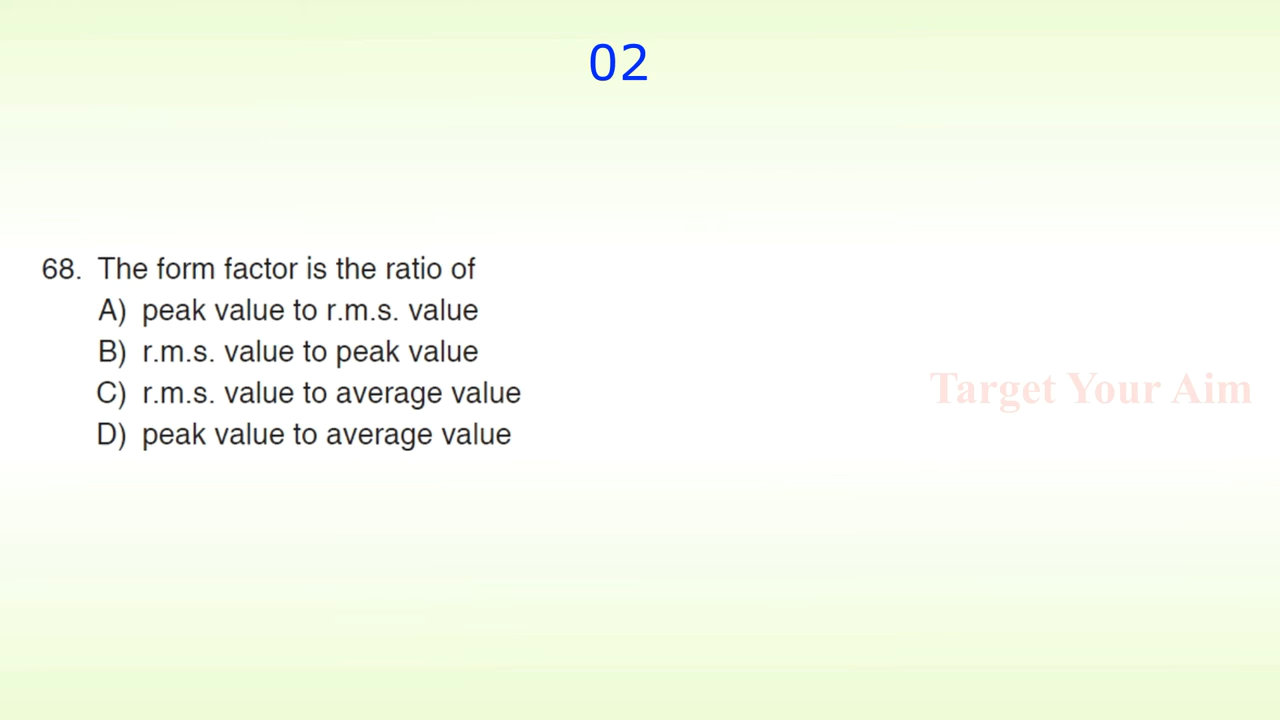 02
68. The form factor is the ratio of
A) peak value to r.m.s. value
B) r.m.s. value to peak value
C) r.m.s. value to average value
D) peak value to average value
Target Your Aim